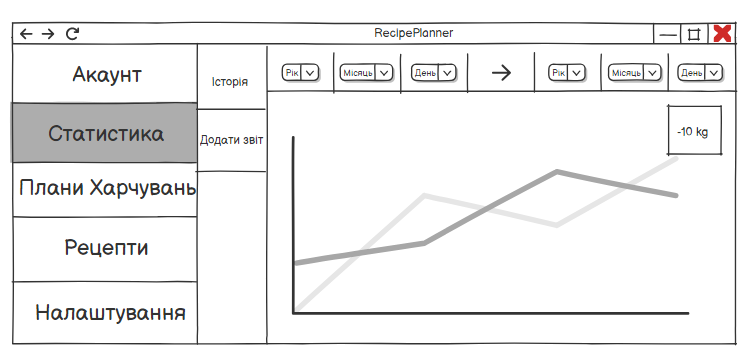 RecipePlanner
Акаунт
Статистика
Плани Харчувань
Рецепти
Налаштування
Історія
Додати звіт
Рік
Місяць
День
Рік
Місяць
День
-10 kg